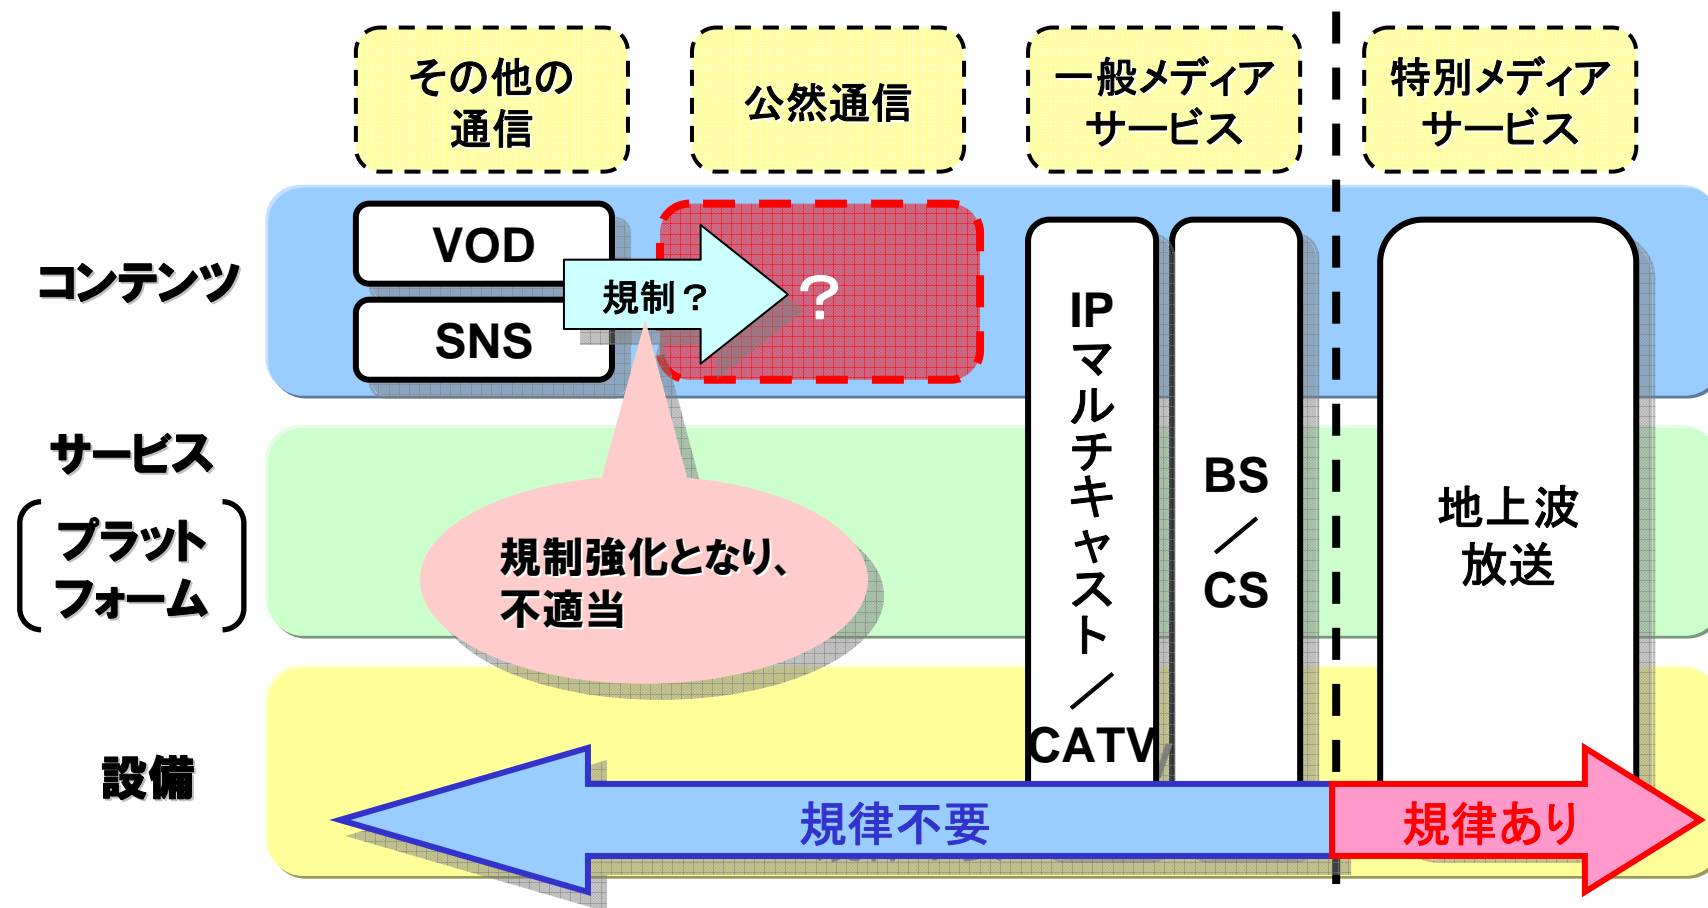 その他の
通信
公然通信
一般メディア
サービス
特別メディア
サービス
コンテンツ
VOD
SNS
規制？
？
サービス
プラット
フォーム
設備
規制強化となり、
不適当
IPマルチキャスト／
CATV
BS
／
CS
地上波
放送
規律不要
規律あり